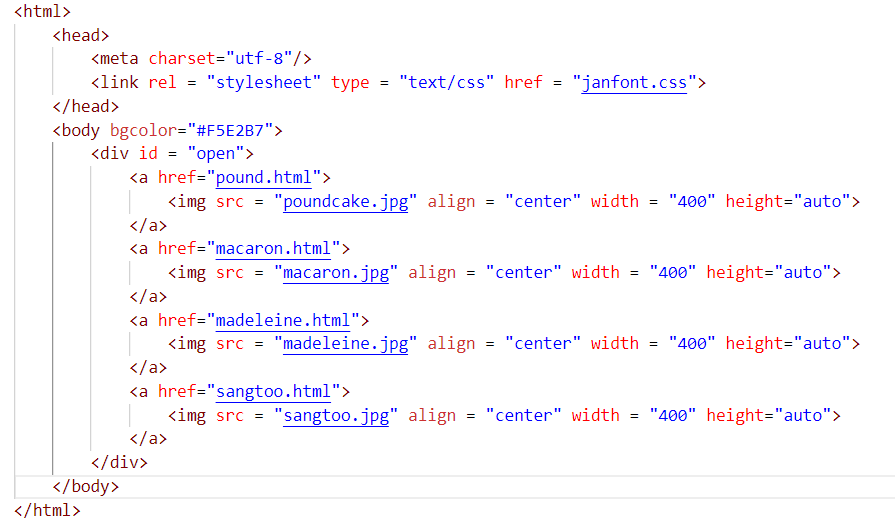 <html>
<head>
<meta charset="utf-8"/>
<link rel = "stylesheet" type = "text/css" href = "janfont.css">
</head>
<body bgcolor="#F5E2B7">
<div id = "open">
<a href="pound.html">
<img src = "poundcake.jpg" align = "center" width = "400" height="auto">
</a>
<a href="macaron.html">
<img src = "macaron.jpg" align = "center" width = "400" height="auto">
</a>
<a href="madeleine.html">
<img src = "madeleine.jpg" align = "center" width = "400" height="auto">
</a>
<a href="sangtoo.html">
<img src = "sangtoo.jpg" align = "center" width = "400" height="auto">
</a>
</div>
</body>
</html>